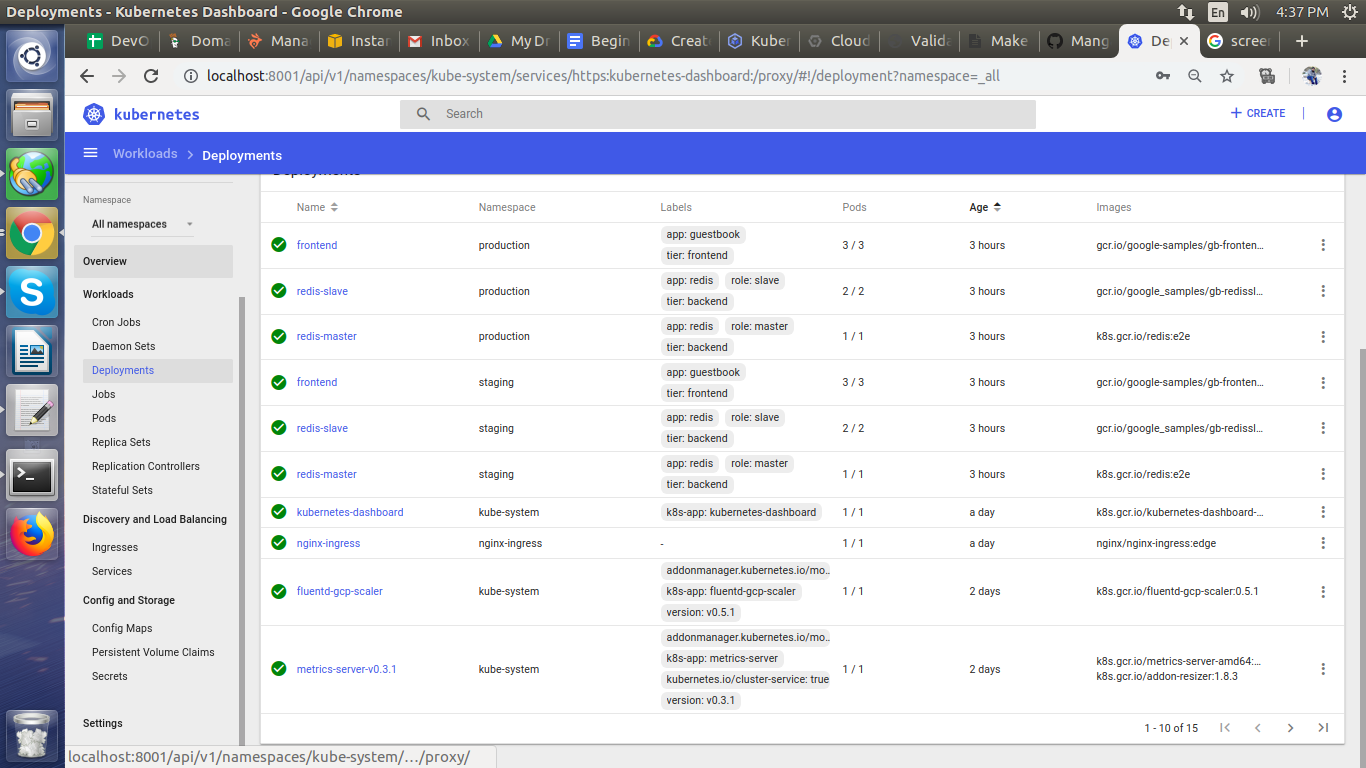 Deployments - Kubernetes Dashboard - Google Chrome
En
4:37 PM
DevO
Doma
Mana
Instan
Inbox
My Dr
Begin
Creat
Kuber
Cloud
Valida
Make
Mang
De
screen
localhost:8001/api/v1/namespaces/kube-system/services/https:kubernetes-dashboard:/proxy/#!/deployment?namespace=_all
kubernetes
Search
+ CREATE
Workloads > Deployments
Deployments
Namespace
All namespaces
Overview
Workloads
Cron Jobs
Daemon Sets
Deployments
Jobs
Pods
Replica Sets
Replication Controllers
Stateful Sets
Discovery and Load Balancing
Ingresses
Services
Config and Storage
Config Maps
Persistent Volume Claims
Secrets
Settings
Name Namespace Labels Pods Age Images
frontend production app: guestbook tier: frontend 3 / 3 3 hours gcr.io/google-samples/gb-fronten…
redis-slave production app: redis role: slave tier: backend 2 / 2 3 hours gcr.io/google_samples/gb-redissl…
redis-master production app: redis role: master tier: backend 1 / 1 3 hours k8s.gcr.io/redis:e2e
frontend staging app: guestbook tier: frontend 3 / 3 3 hours gcr.io/google-samples/gb-fronten…
redis-slave staging app: redis role: slave tier: backend 2 / 2 3 hours gcr.io/google_samples/gb-redissl…
redis-master staging app: redis role: master tier: backend 1 / 1 3 hours k8s.gcr.io/redis:e2e
kubernetes-dashboard kube-system k8s-app: kubernetes-dashboard 1 / 1 a day k8s.gcr.io/kubernetes-dashboard-…
nginx-ingress nginx-ingress - 1 / 1 a day nginx/nginx-ingress:edge
fluentd-gcp-scaler kube-system addonmanager.kubernetes.io/mo… k8s-app: fluentd-gcp-scaler version: v0.5.1 1 / 1 2 days k8s.gcr.io/fluentd-gcp-scaler:0.5.1
metrics-server-v0.3.1 kube-system addonmanager.kubernetes.io/mo… k8s-app: metrics-server kubernetes.io/cluster-service: true version: v0.3.1 1 / 1 2 days k8s.gcr.io/metrics-server-amd64:… k8s.gcr.io/addon-resizer:1.8.3
1 - 10 of 15
localhost:8001/api/v1/namespaces/kube-system/…/proxy/